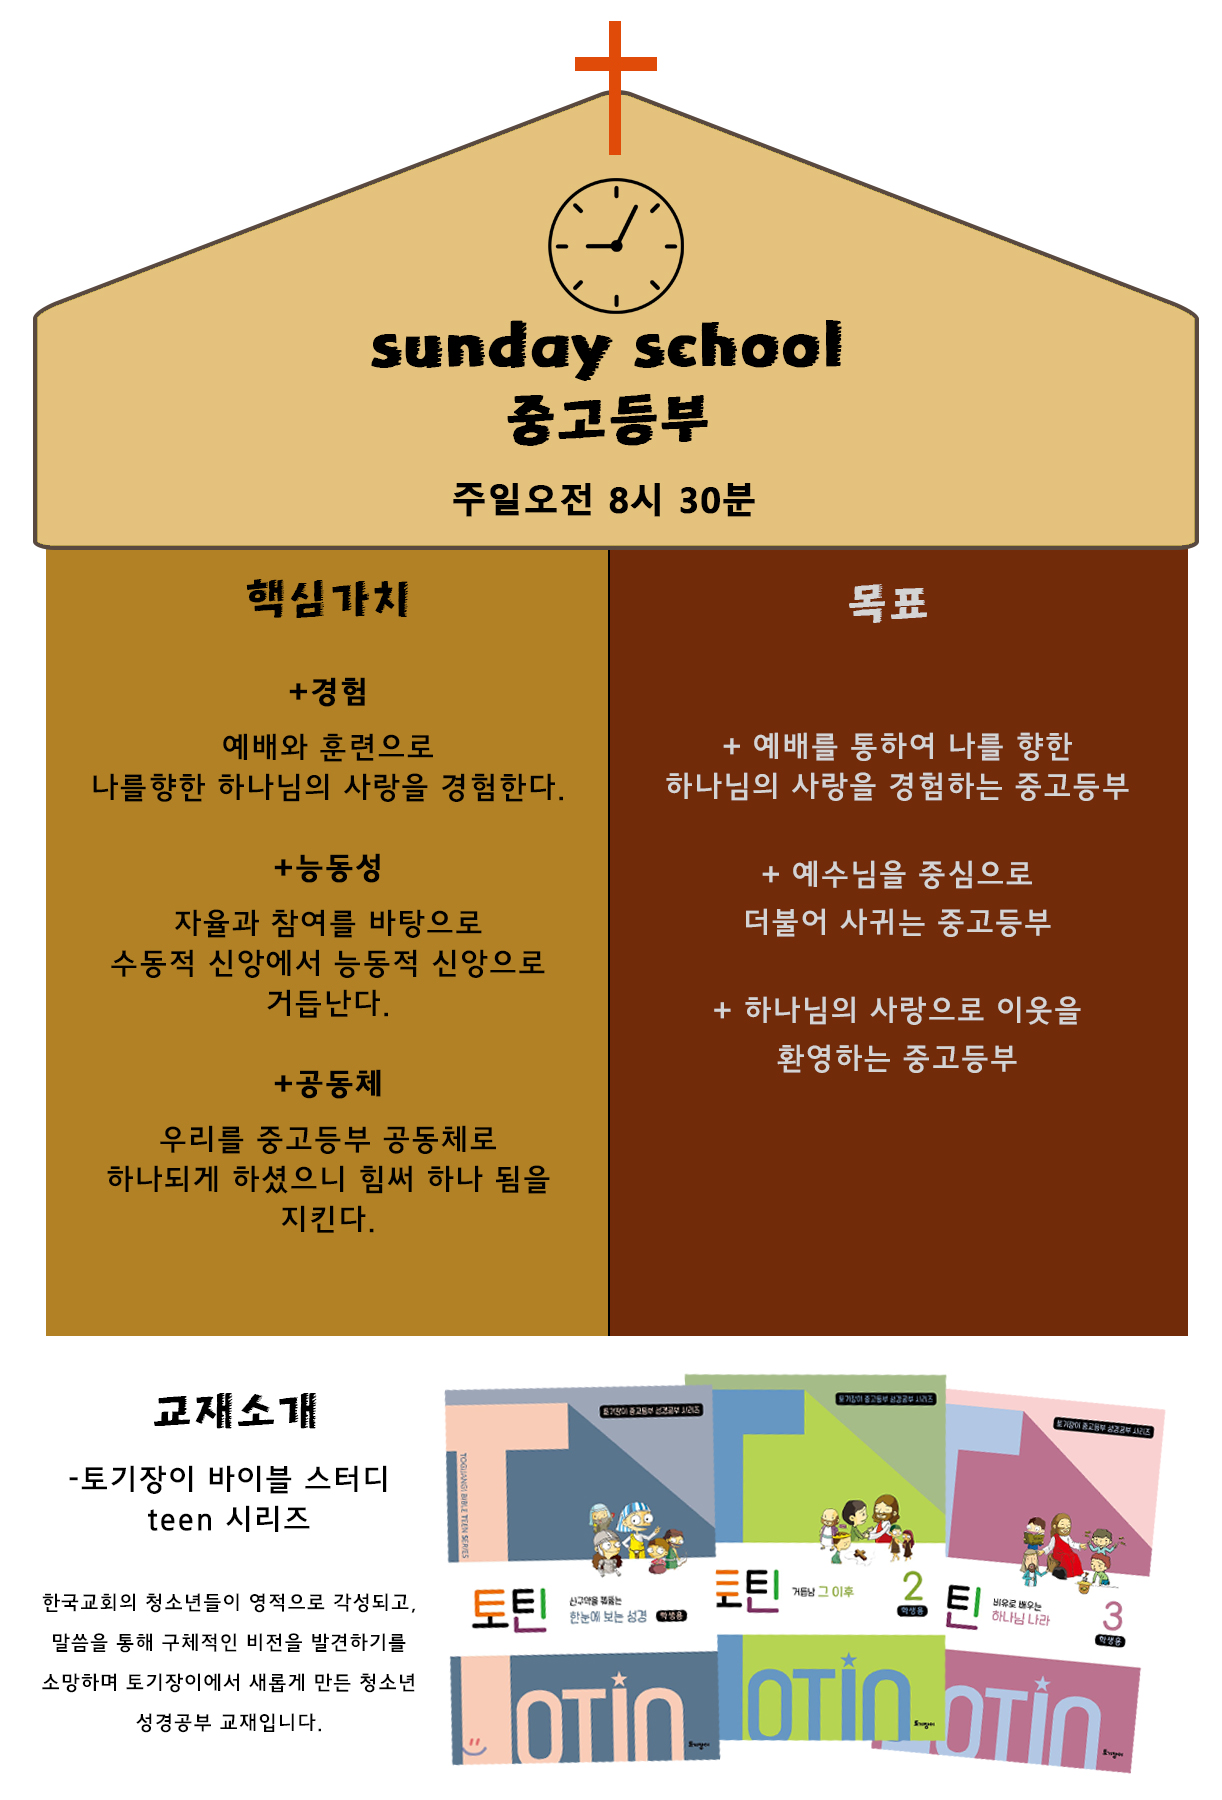 sunday school
중고등부
주일오전 8시 30분
핵심가치
+경험
예배와 훈련으로
나를향한 하나님의 사랑을 경험한다.
+능동성
자율과 참여를 바탕으로
수동적 신앙에서 능동적 신앙으로
거듭난다.
+공동체
우리를 중고등부 공동체로
하나되게 하셨으니 힘써 하나 됨을
지킨다.
목표
+ 예배를 통하여 나를 향한
하나님의 사랑을 경험하는 중고등부
+ 예수님을 중심으로
더불어 사귀는 중고등부
+ 하나님의 사랑으로 이웃을
환영하는 중고등부
교재소개
-토기장이 바이블 스터디
teen 시리즈
한국교회의 청소년들이 영적으로 각성되고,
말씀을 통해 구체적인 비전을 발견하기를
소망하며 토기장이에서 새롭게 만든 청소년
성경공부 교재입니다.
토기장이 중고등부 성경공부 시리즈
TOGIJANGI BIBLE TEEN SERIES
토틴
신구약을 꿰뚫는
한눈에 보는 성경 학생용
OTIN
토기장이
토기장이 중고등부 성경공부 시리즈
토틴
거듭남 그 이후
2
학생용
OTIN
토기장이
토기장이 중고등부 성경공부 시리즈
틴
비유로 배우는
하나님 나라
3
학생용
OTIN
토기장이